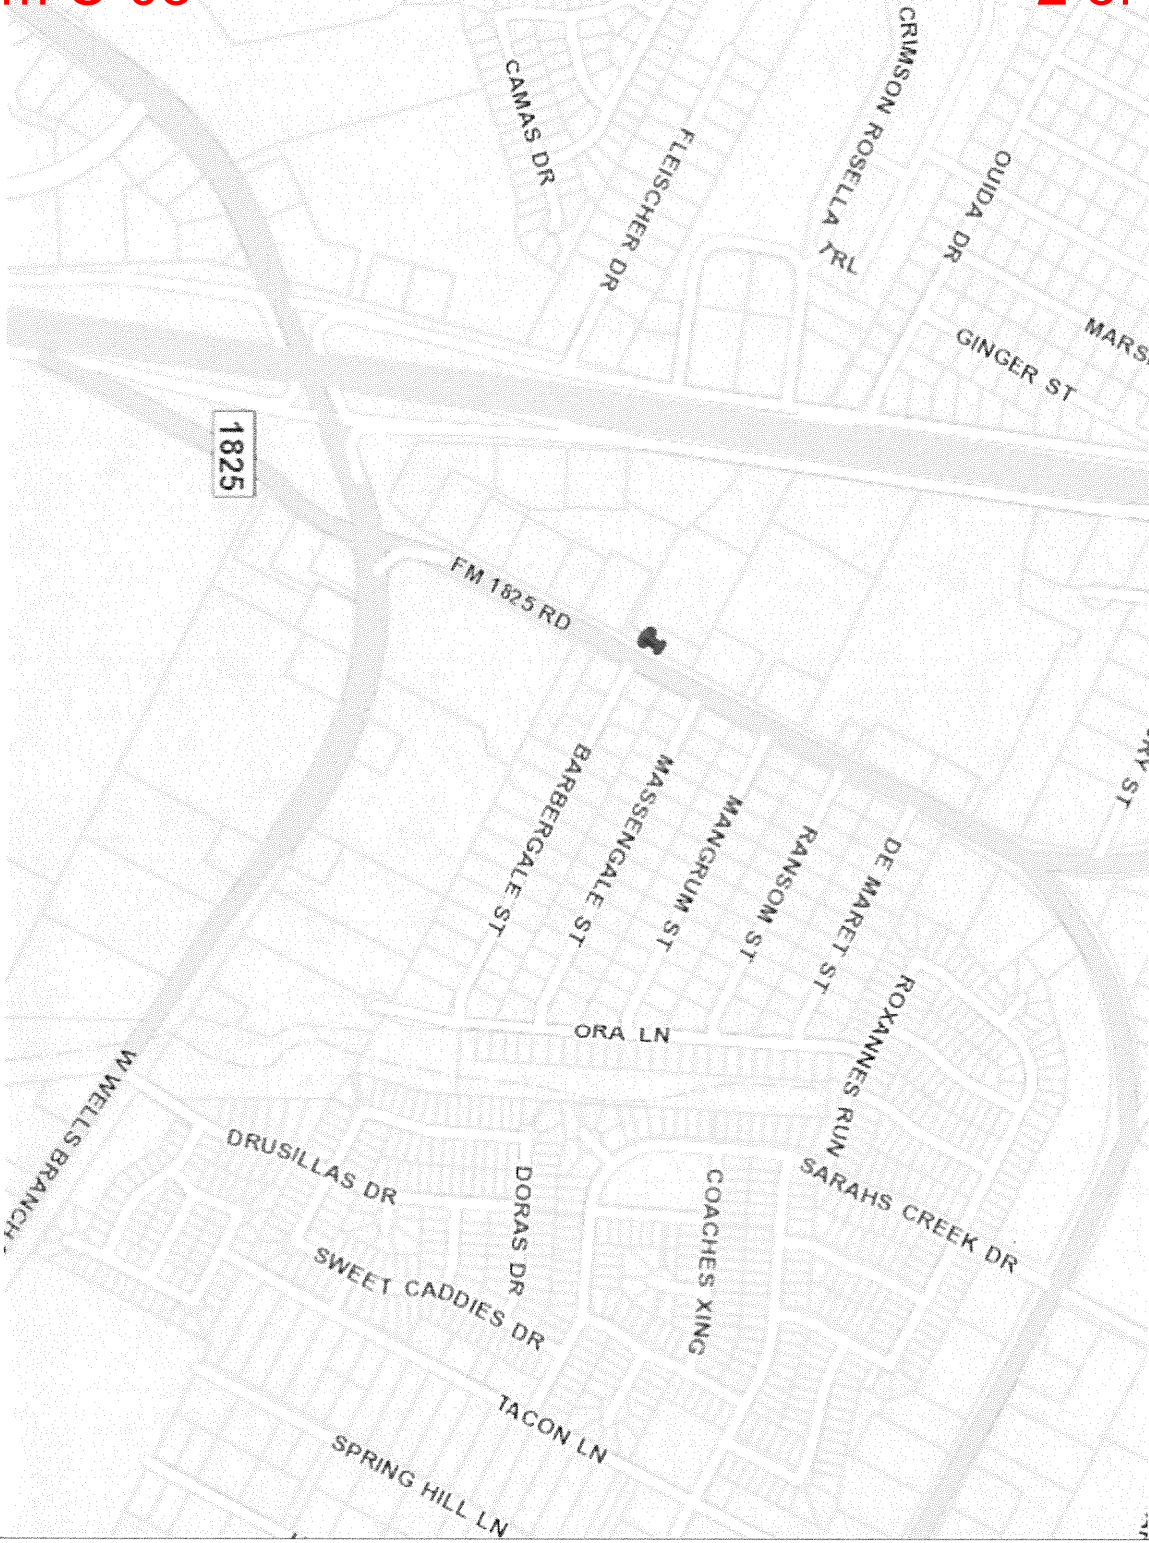 CAMAS DR
FLEISCHER DR
CRIMSON ROSELLA TRL
OUIDA DR
GINGER ST
1825
FM 1825 RD
BARBERGALE ST
MASSENGALE ST
MANGRUM ST
RANSOM ST
DE MARET ST
ROXANNES RUN
ORA LN
W WELLS BRANCH
DRUSILLAS DR
DORAS DR
COACHES XING
SARAHS CREEK DR
SWEET CADDIES DR
TACON LN
SPRING HILL LN